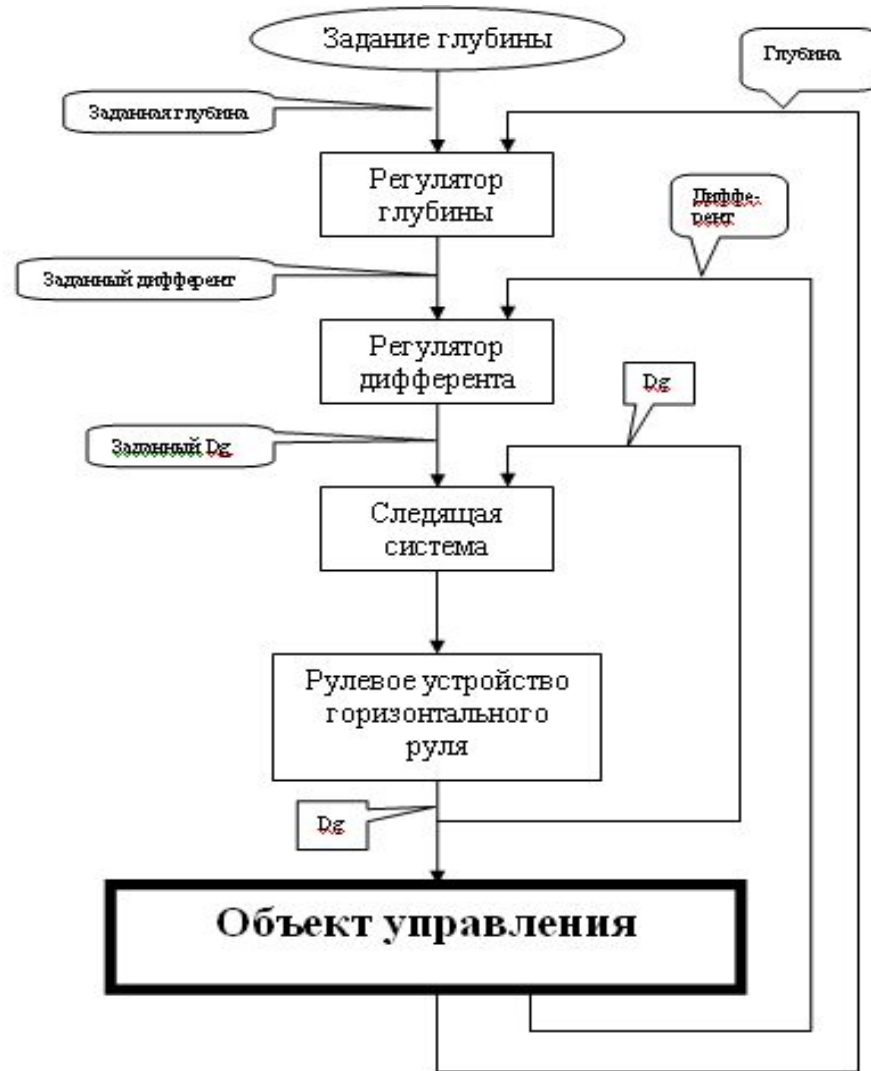 Задание глубины
Глубина
Заданная глубина
Регулятор
глубины
Диффе-
рент
Заданный дифферент
Регулятор
дифферента
Dg
Заданный Dg
Следящая
система
Рулевое устройство
горизонтального
руля
Dg
Объект управления